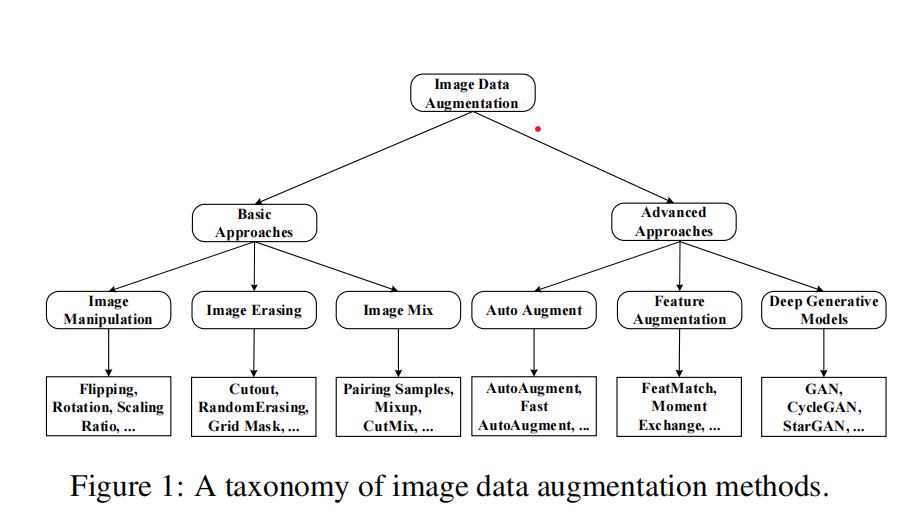 Image Data
Augmentation
Basic
Approaches
Advanced
Approaches
Image
Manipulation
Image Erasing
Image Mix
Auto Augment
Feature
Augmentation
Deep Generative
Models
Flipping,
Rotation, Scaling
Ratio, ...
Cutout,
RandomErasing,
Grid Mask, ...
Pairing Samples,
Mixup,
CutMix, ...
AutoAugment,
Fast
AutoAugment, ...
FeatMatch,
Moment
Exchange, ...
GAN,
CycleGAN,
StarGAN, ...
Figure 1: A taxonomy of image data augmentation methods.